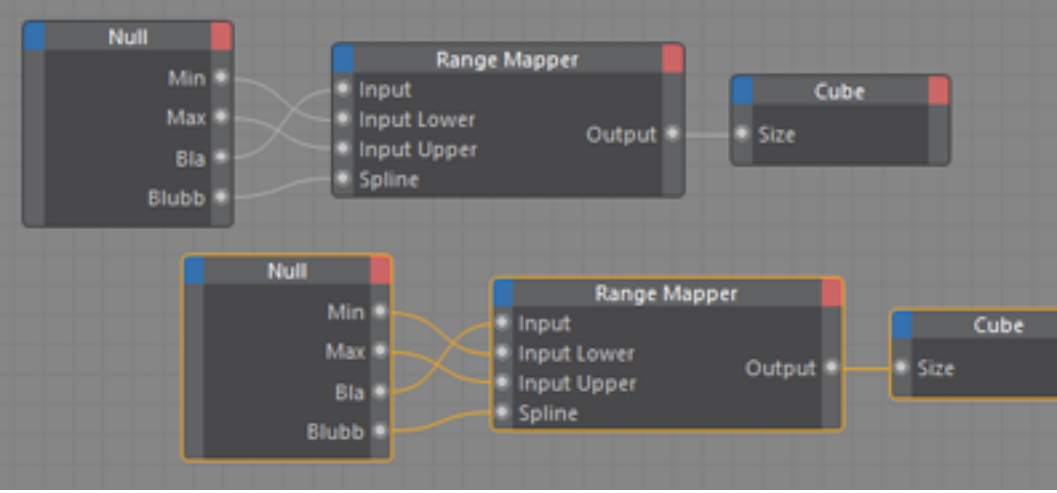 Null
Min
Max
Bla
Blubb
Range Mapper
Input
Input Lower
Input Upper
Output
Spline
Cube
Size
Null
Min
Max
Bla
Blubb
Range Mapper
Input
Input Lower
Input Upper
Output
Spline
Cube
Size